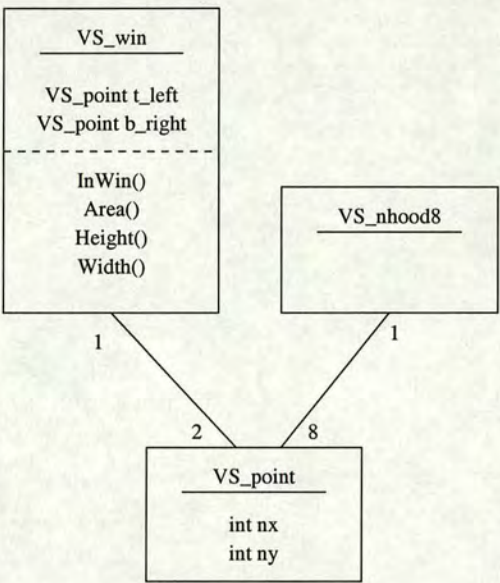 VS_win
VS_point t_left
VS_point b_right
InWin()
Area()
Height()
Width()
VS_nhood8
1
1
2
8
VS_point
int nx
int ny